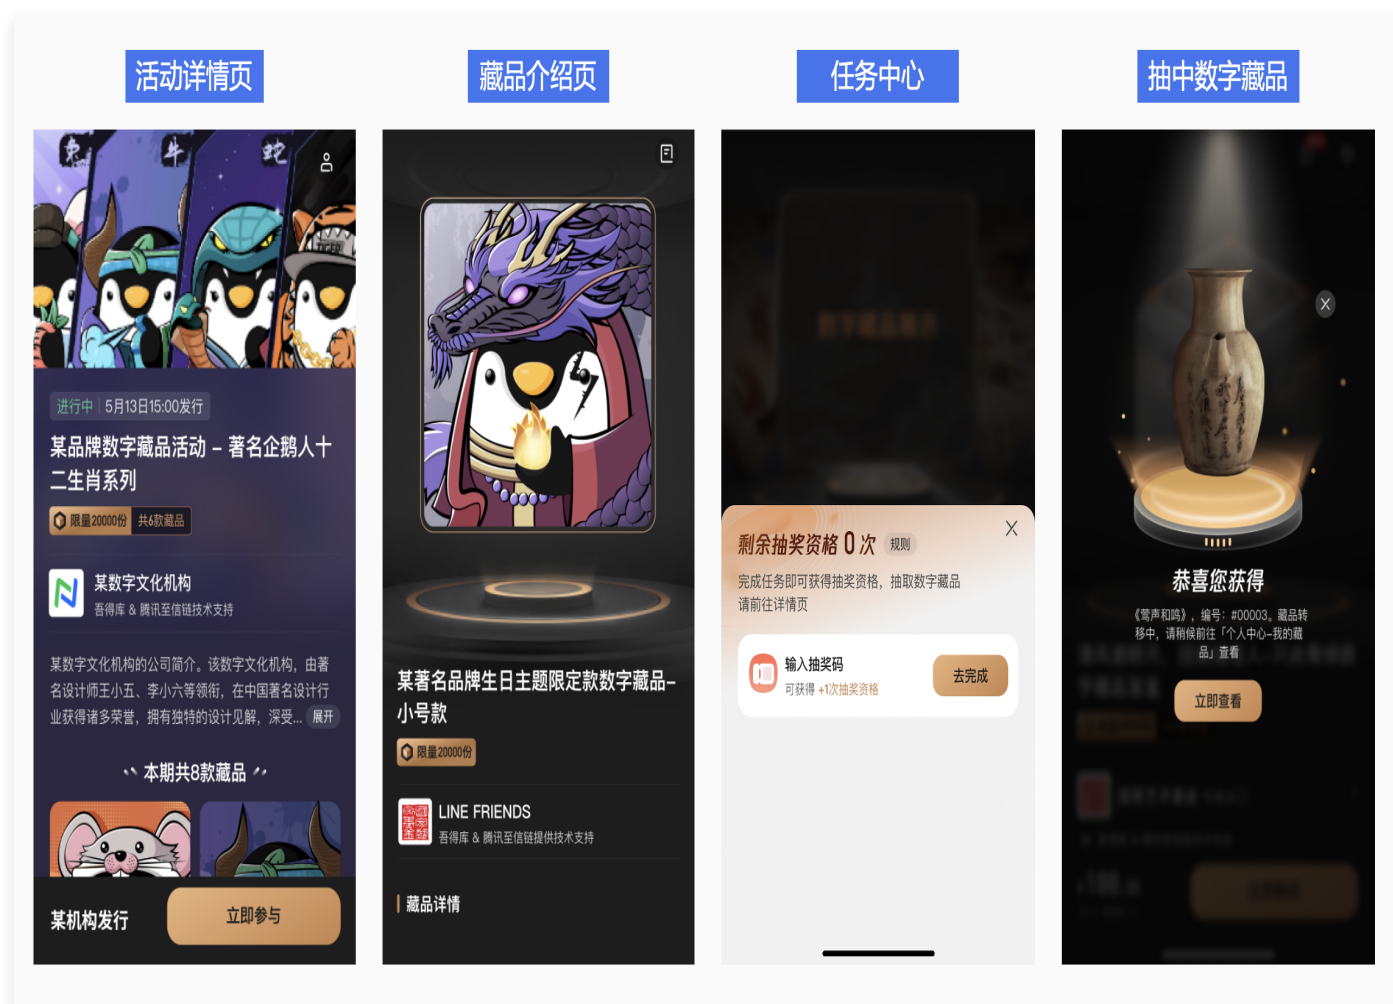 活动详情页
藏品介绍页
任务中心
抽中数字藏品
兔
牛
蛇
TIGER
进行中 | 5月13日15:00发行
某品牌数字藏品活动 - 著名企鹅人十
二生肖系列
限量20000份 共6款藏品
某数字文化机构
吾得库 & 腾讯至信链技术支持
某数字文化机构的公司简介。该数字文化机构，由著
名设计师王小五、李小六等领衔，在中国著名设计行
业获得诸多荣誉，拥有独特的设计见解，深受... 展开
本期共8款藏品
某机构发行
立即参与
某著名品牌生日主题限定款数字藏品-
小号款
限量20000份
LINE FRIENDS
吾得库 & 腾讯至信链提供技术支持
藏品详情
数字藏品展示
剩余抽奖资格 0 次 规则
完成任务即可获得抽奖资格，抽取数字藏品
请前往详情页
输入抽奖码
可获得 +1次抽奖资格
去完成
恭喜您获得
《莺声和鸣》，编号：#00003。藏品转
移中，请稍候前往「个人中心-我的藏
品」查看
立即查看